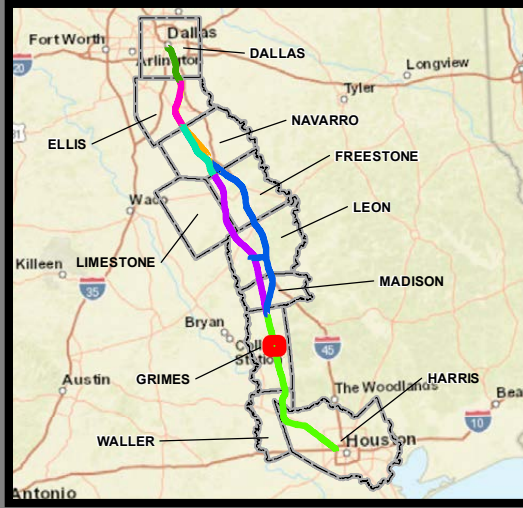 Dallas
Fort Worth
DALLAS
Arlington
Longview
20
Tyler
NAVARRO
ELLIS
FREESTONE
Waco
LEON
LIMESTONE
Killeen
MADISON
35
Bryan
45
GRIMES
HARRIS
Austin
The Woodlands
10
WALLER
Houston
Antonio